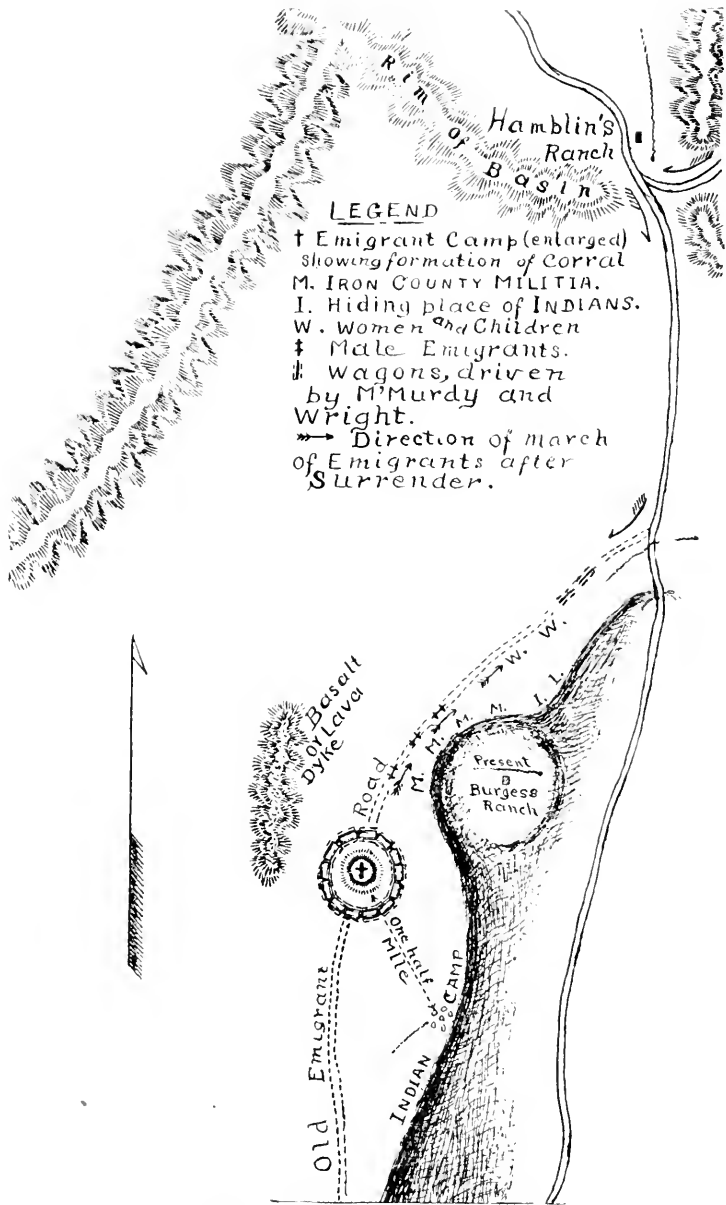 Rim of Basin
Hamblin's
Ranch
LEGEND
† Emigrant Camp (enlarged)
showing formation of Corral
M. IRON COUNTY MILITIA.
I. Hiding place of INDIANS.
W. Women and Children
‡ Male Emigrants.
Wagons, driven
by M'Murdy and
Wright.
Direction of march
of Emigrants after
Surrender.
W. W.
I. I.
M. M. M. M.
Basalt
or Lava
Dyke
Present
Burgess
Ranch
Old Emigrant Road
One half
Mile
INDIAN CAMP